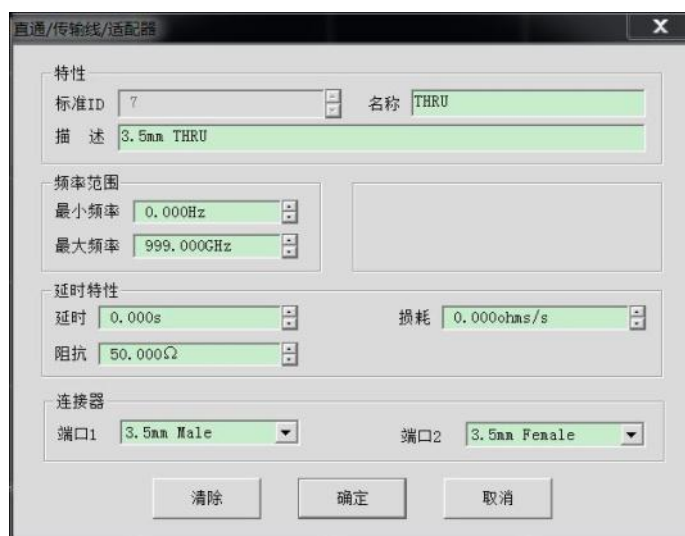 直通/传输线/适配器
特性
标准ID 7 名称 THRU
描 述 3.5mm THRU
频率范围
最小频率 0.000Hz
最大频率 999.000GHz
延时特性
延时 0.000s 损耗 0.000ohms/s
阻抗 50.000Ω
连接器
端口1 3.5mm Male 端口2 3.5mm Female
清除 确定 取消